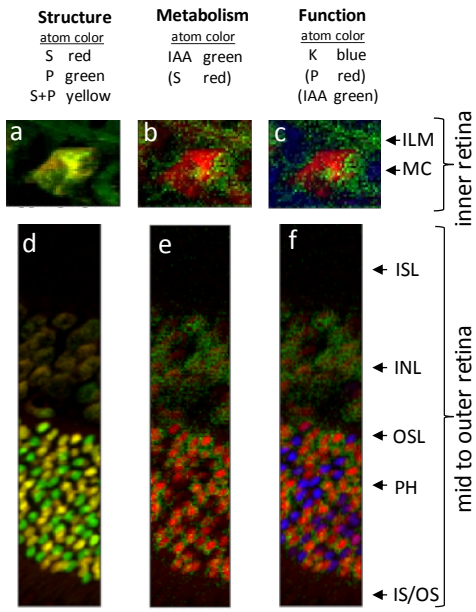 Structure Metabolism Function
atom color atom color atom color
S red IAA green K blue
P green (S red) (P red)
S+P yellow (IAA green)
a b c
ILM
MC
inner retina
d e f
ISL
INL
OSL
PH
IS/OS
mid to outer retina